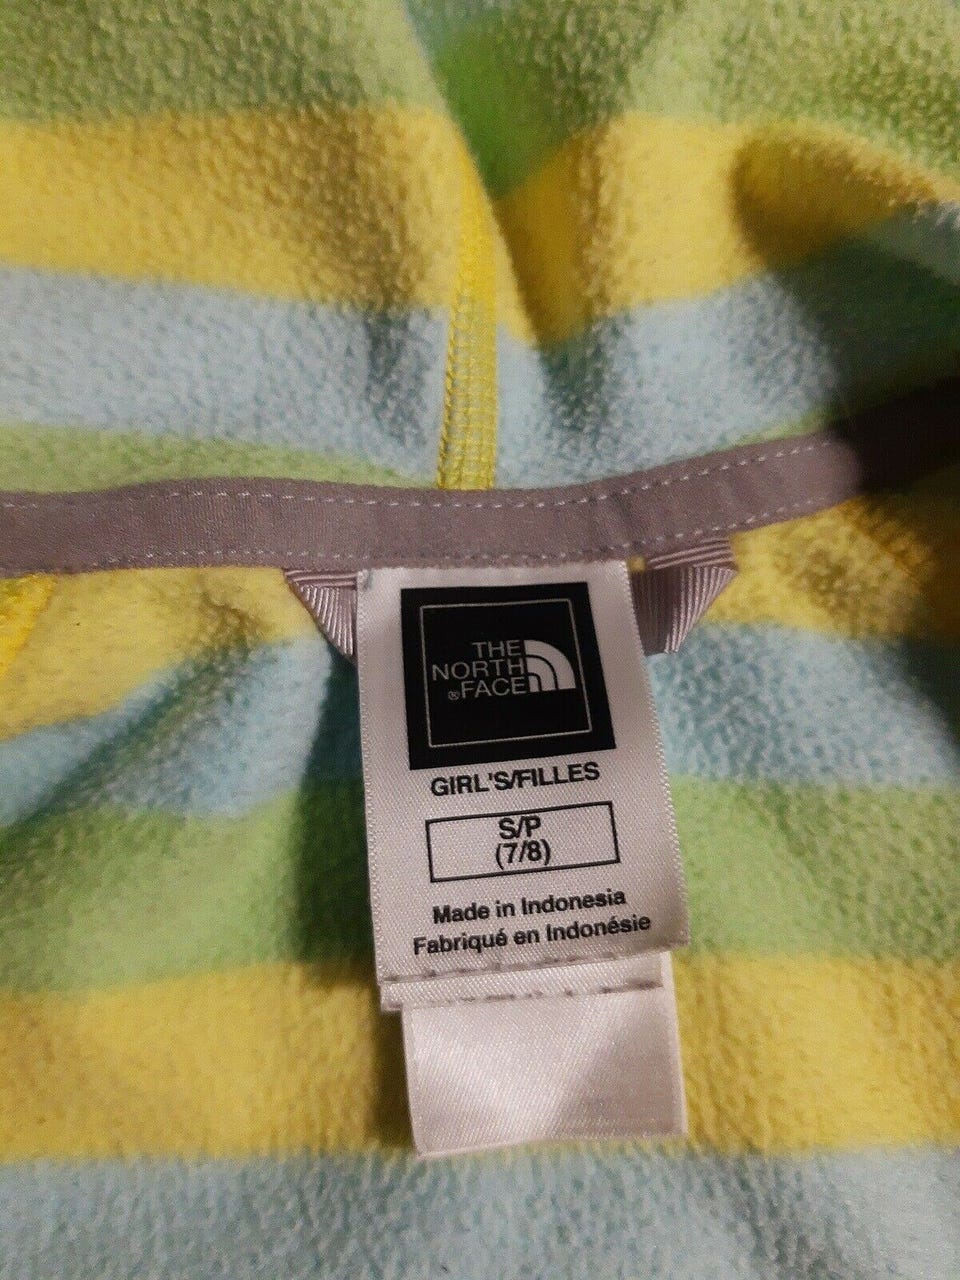 THE
NORTH
®FACE
GIRL'S/FILLES
S/P
(7/8)
Made in Indonesia
Fabriqué en Indonésie